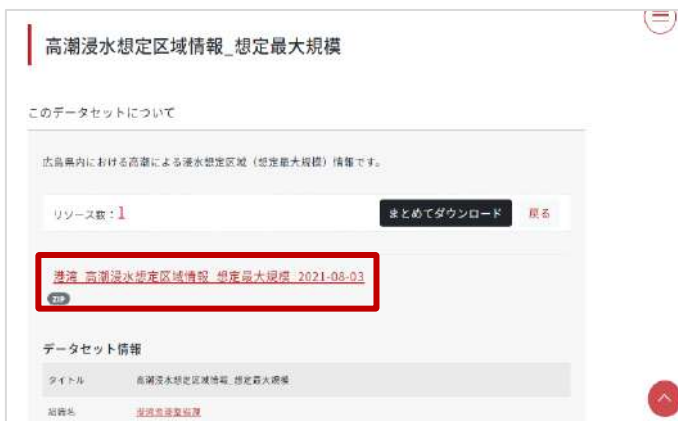 高潮浸水想定区域情報_想定最大規模
このデータセットについて
広島県内における高潮による浸水想定区域（想定最大規模）情報です。
リソース数：1
まとめてダウンロード
戻る
港湾_高潮浸水想定区域情報_想定最大規模_2021-08-03
ZIP
データセット情報
タイトル 高潮浸水想定区域情報_想定最大規模
組織名